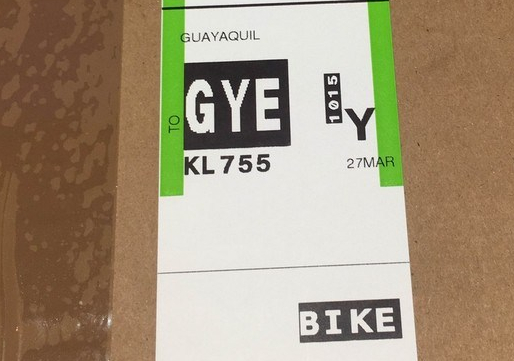 GUAYAQUIL
TO GYE
1015
Y
KL755
27MAR
BIKE